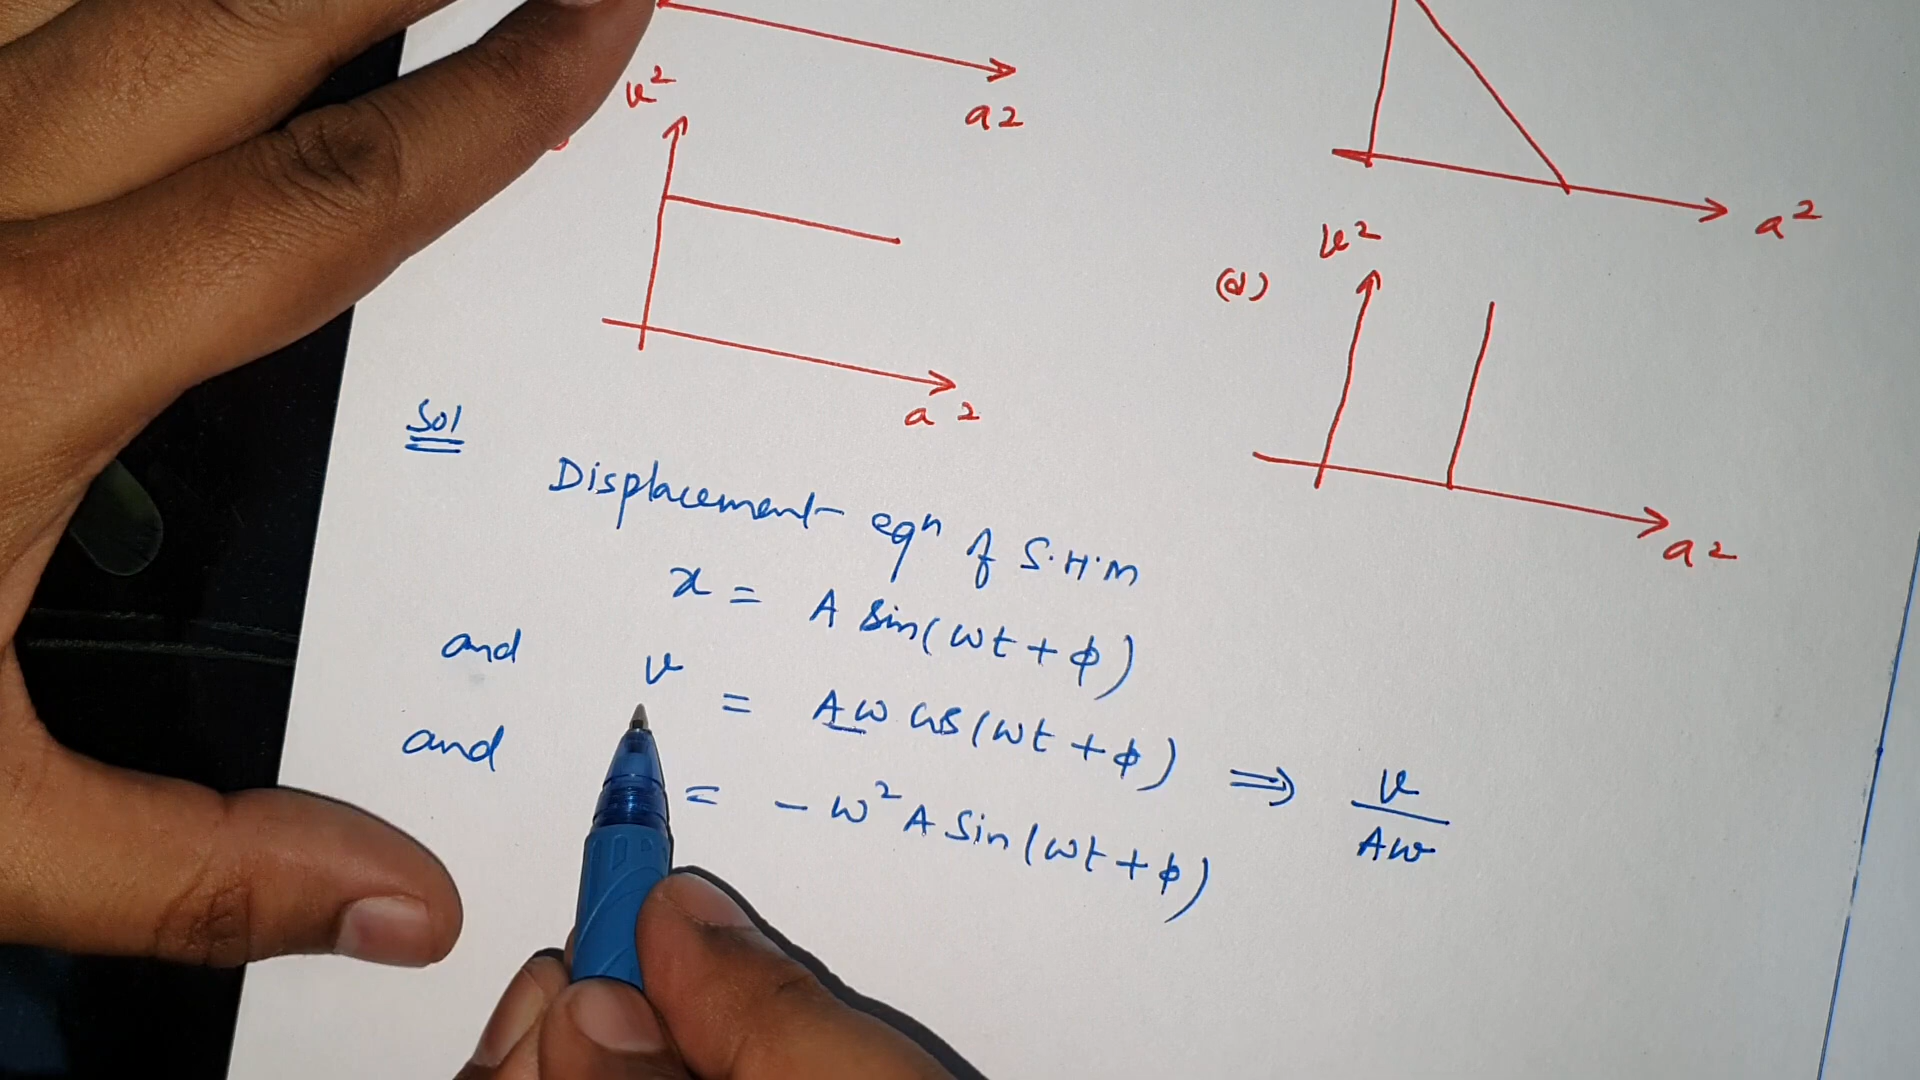 v²
a2
a²
v²
(d)
a²
a²
Sol
Displacement eqⁿ of S.H.M
x = A sin(ωt + φ)
and v = Aω cos(ωt + φ) ⇒ v/Aω
and = - ω² A sin(ωt + φ)